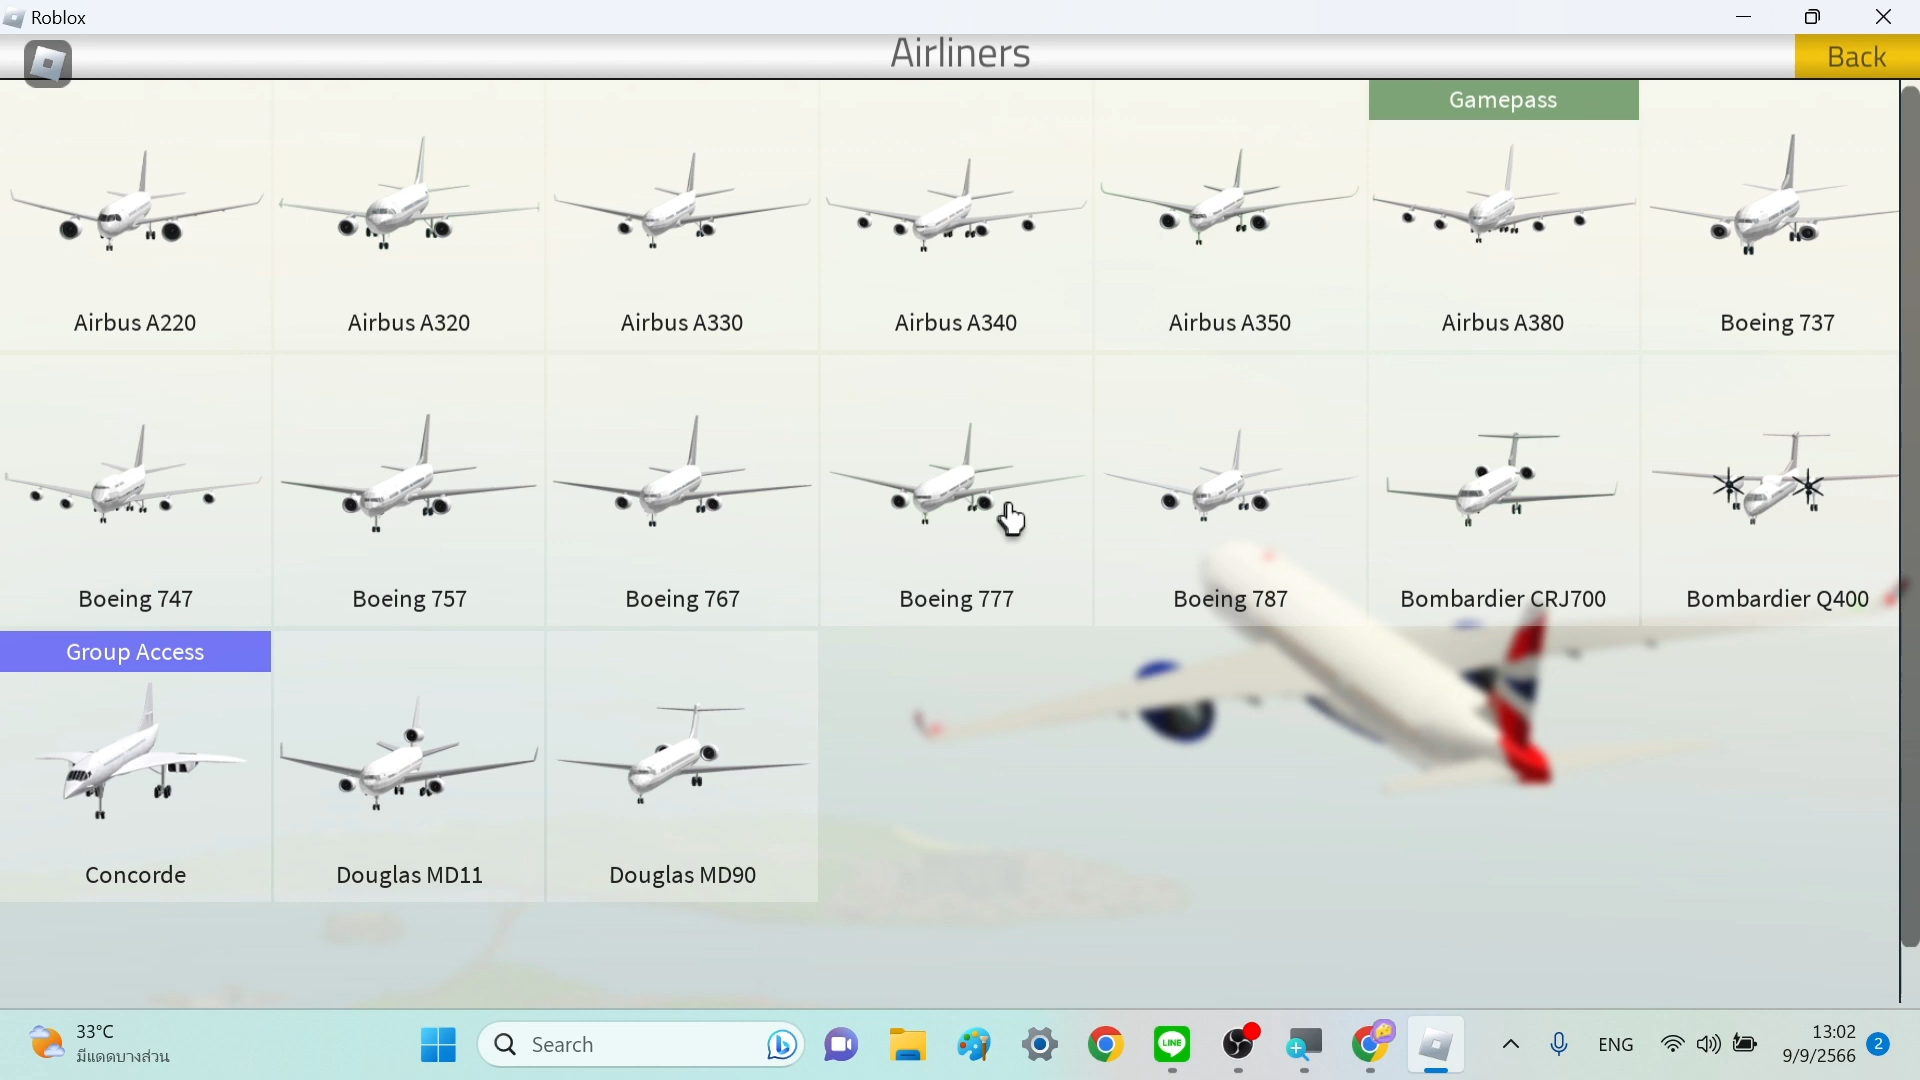 Roblox
Airliners
Back
Gamepass
Airbus A220
Airbus A320
Airbus A330
Airbus A340
Airbus A350
Airbus A380
Boeing 737
Boeing 747
Boeing 757
Boeing 767
Boeing 777
Boeing 787
Bombardier CRJ700
Bombardier Q400
Group Access
Concorde
Douglas MD11
Douglas MD90
33°C
มีแดดบางส่วน
Search
LINE
ENG
13:02
9/9/2566
2